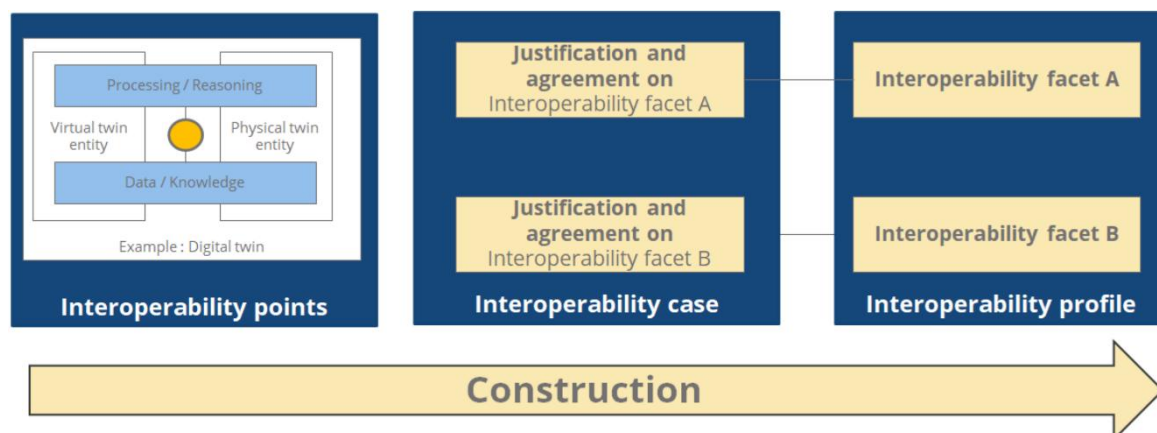 Processing / Reasoning
Virtual twin
entity
Physical twin
entity
Data / Knowledge
Example : Digital twin
Interoperability points
Justification and
agreement on
Interoperability facet A
Justification and
agreement on
Interoperability facet B
Interoperability case
Interoperability facet A
Interoperability facet B
Interoperability profile
Construction